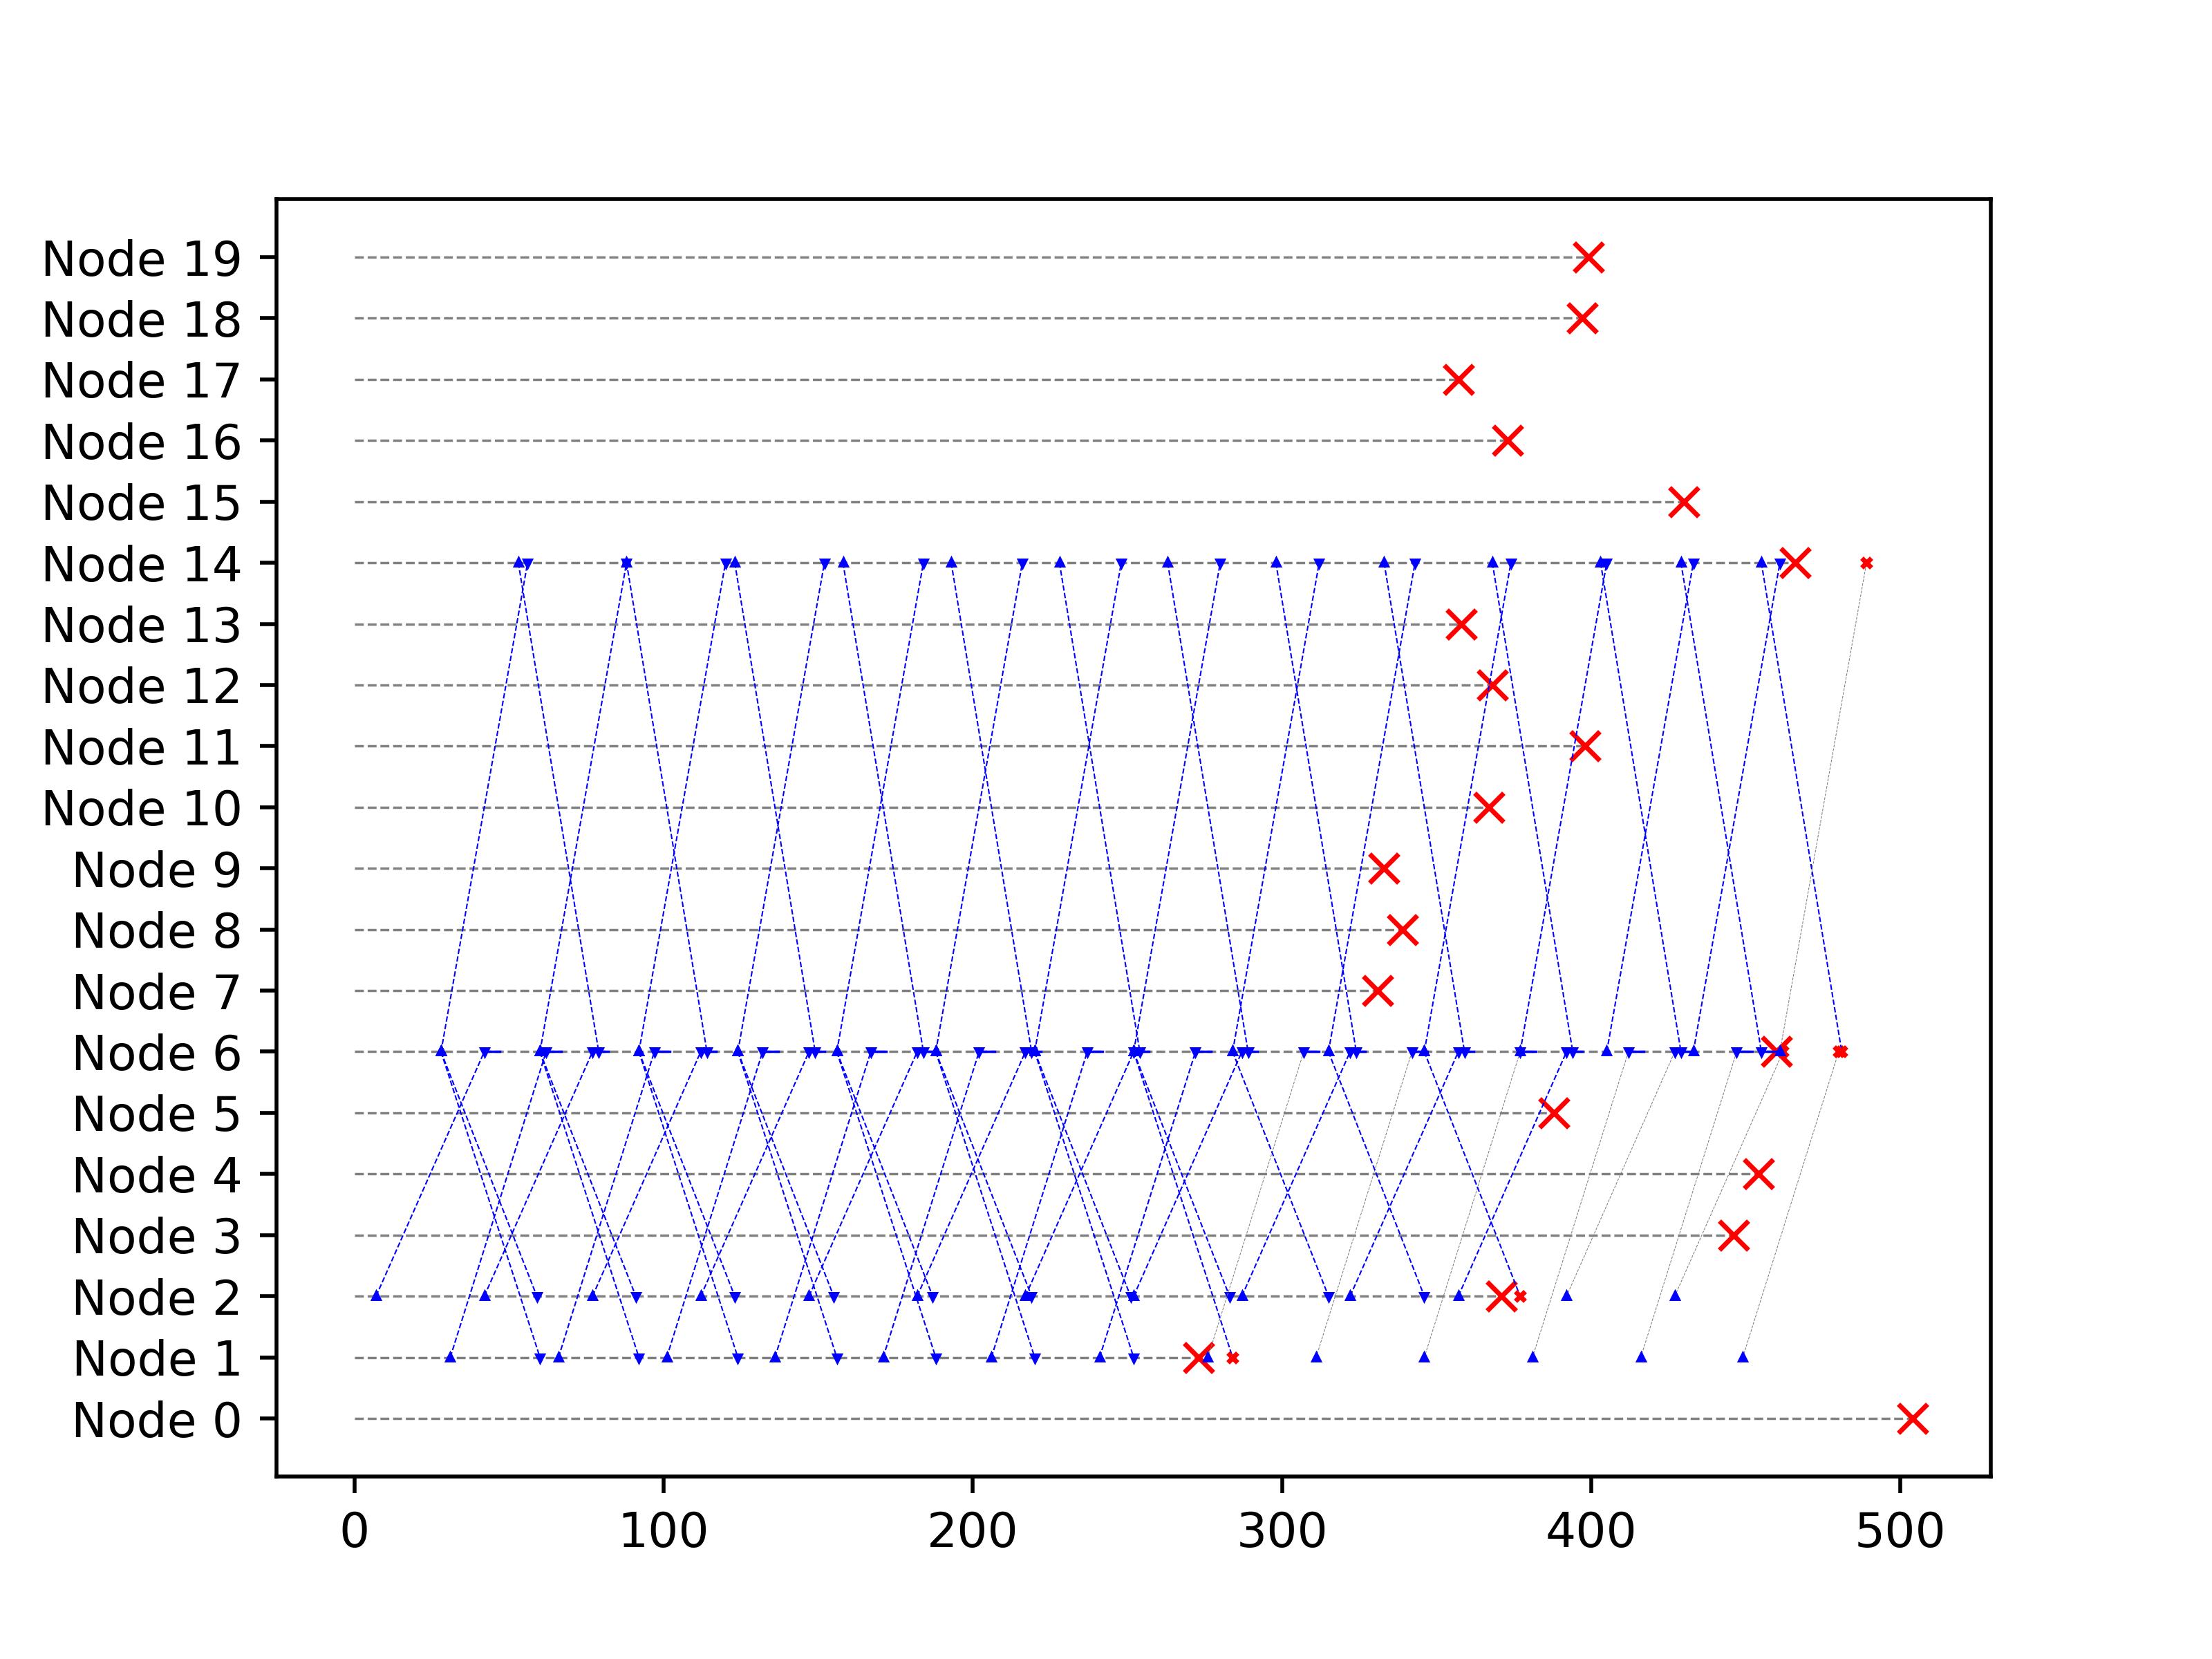 Node 19
Node 18
Node 17
Node 16
Node 15
Node 14
Node 13
Node 12
Node 11
Node 10
Node 9
Node 8
Node 7
Node 6
Node 5
Node 4
Node 3
Node 2
Node 1
Node 0
0 100 200 300 400 500